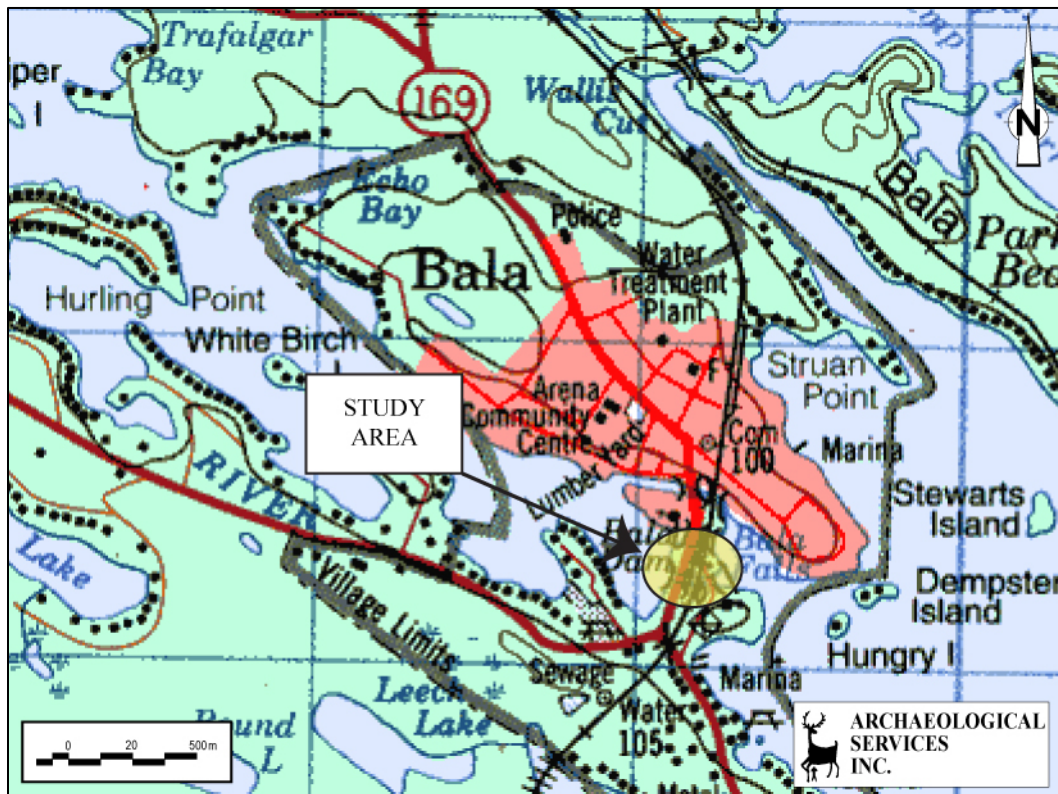 Trafalgar
Bay
169
Wallis
Cut
N
Echo
Bay
Police
Bala
Bala
Park
Water
Treatment
Plant
Hurling Point
White Birch
I
F
Struan
Point
STUDY
AREA
Arena
Community
Centre
Lumber Yard
Com
100
Marina
RIVER
Stewarts
Island
Bala
Falls
Dempster
Island
Lake
Village Limits
Hungry I
Sewage
Marina
Leech
Lake
Water
105
L
0 20 500m
ARCHAEOLOGICAL
SERVICES
INC.